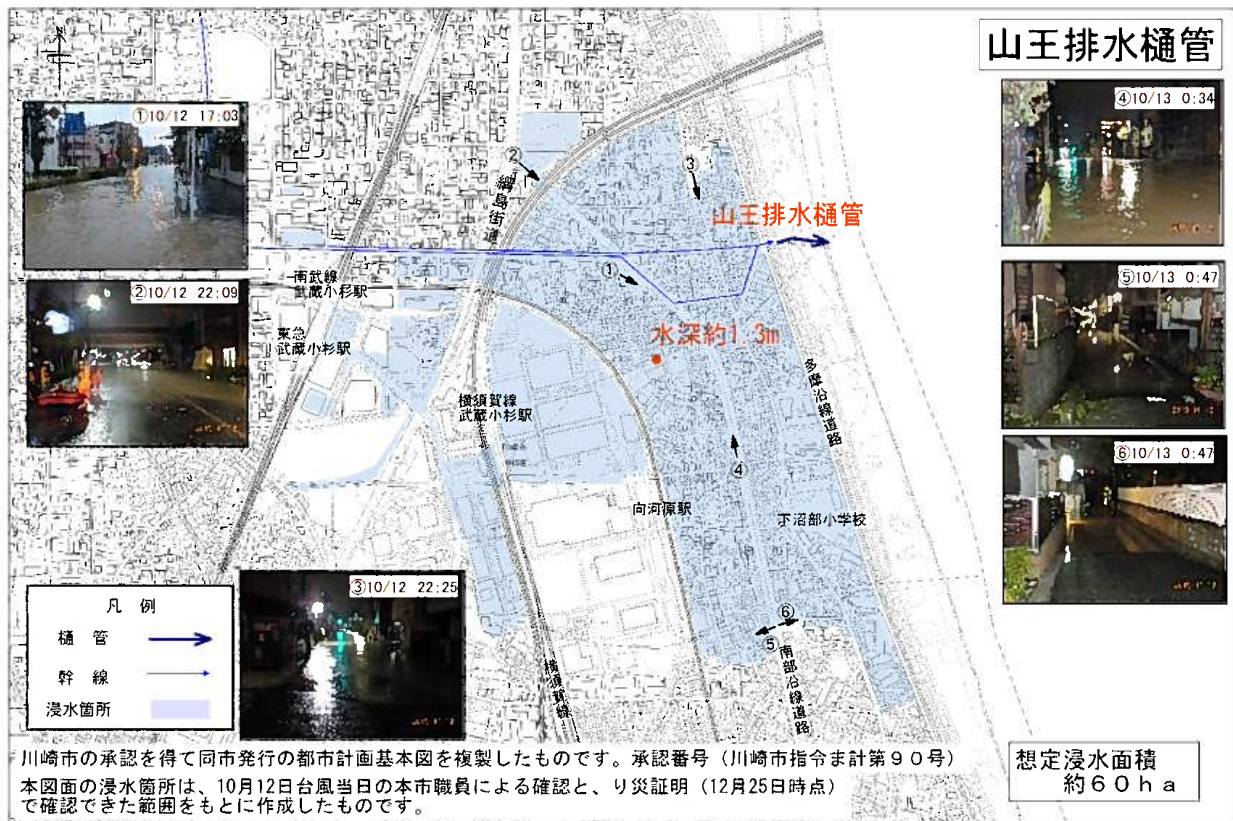 山王排水樋管
①10/12 17:03
④10/13 0:34
②
綱島街道
③
山王排水樋管
①
南武線
武蔵小杉駅
②10/12 22:09
⑤10/13 0:47
東急
武蔵小杉駅
水深約1.3m
多摩沿線道路
横須賀線
武蔵小杉駅
④
⑥10/13 0:47
向河原駅
下沼部小学校
③10/12 22:25
⑥
⑤
南部沿線道路
横須賀線
凡 例
樋 管
幹 線
浸水箇所
川崎市の承認を得て同市発行の都市計画基本図を複製したものです。承認番号（川崎市指令ま計第９０号）
本図面の浸水箇所は、10月12日台風当日の本市職員による確認と、り災証明（12月25日時点）
で確認できた範囲をもとに作成したものです。
想定浸水面積
約６０ｈａ